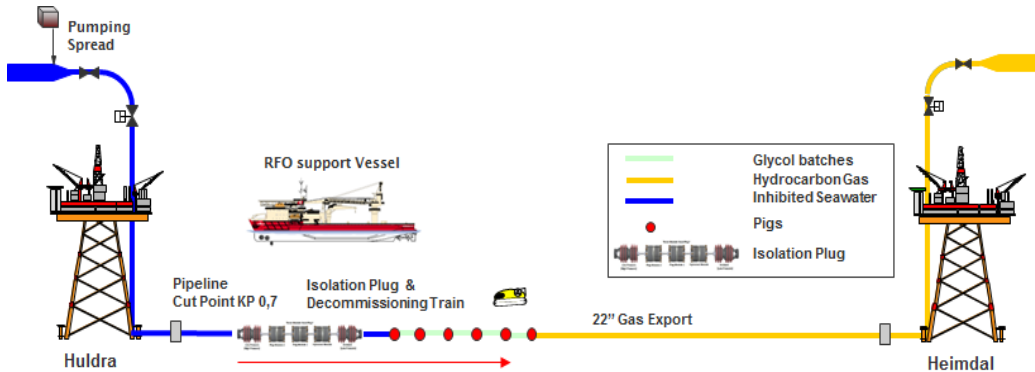 Pumping
Spread
RFO support Vessel
Glycol batches
Hydrocarbon Gas
Inhibited Seawater
Pigs
Isolation Plug
Pipeline
Cut Point KP 0,7
Isolation Plug &
Decommissioning Train
22” Gas Export
Huldra
Heimdal